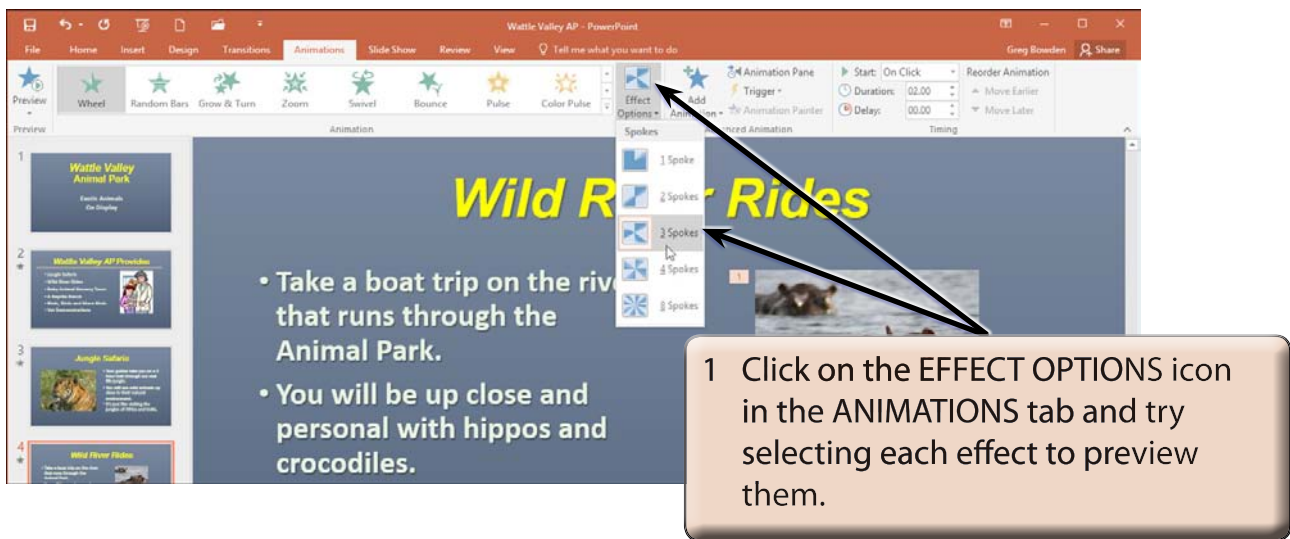 Wattle Valley AP - PowerPoint
File Home Insert Design Transitions Animations Slide Show Review View Tell me what you want to do Greg Bowden Share
Preview Wheel Random Bars Grow & Turn Zoom Swivel Bounce Pulse Color Pulse Effect Options Add Animation
Animation Pane
Trigger
Animation Painter
Start: On Click
Duration: 02.00
Delay: 00.00
Reorder Animation
Move Earlier
Move Later
Preview Animation Advanced Animation Timing
Spokes
1 Spoke
2 Spokes
3 Spokes
4 Spokes
8 Spokes
1
Wattle Valley
Animal Park
Exotic Animals
On Display
2
Wattle Valley AP Provides
3
Jungle Safaris
4
Wild River Rides
Wild R r Rides
• Take a boat trip on the riv
that runs through the
Animal Park.
• You will be up close and
personal with hippos and
crocodiles.
1
1 Click on the EFFECT OPTIONS icon
in the ANIMATIONS tab and try
selecting each effect to preview
them.